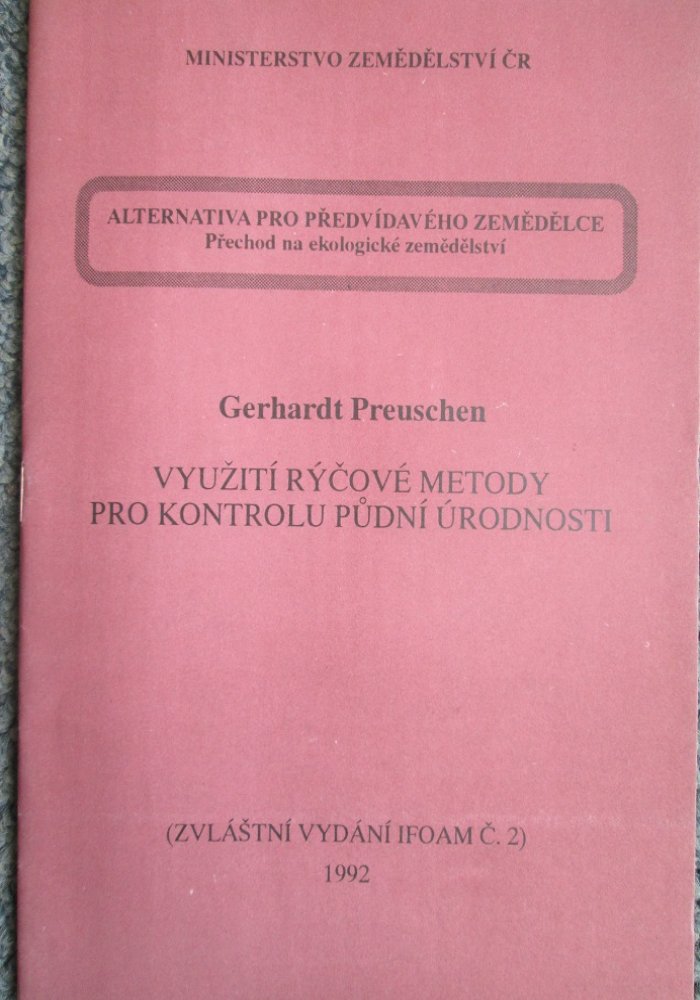 MINISTERSTVO ZEMĚDĚLSTVÍ ČR
ALTERNATIVA PRO PŘEDVÍDAVÉHO ZEMĚDĚLCE
Přechod na ekologické zemědělství
Gerhardt Preuschen
VYUŽITÍ RÝČOVÉ METODY
PRO KONTROLU PŮDNÍ ÚRODNOSTI
(ZVLÁŠTNÍ VYDÁNÍ IFOAM Č. 2)
1992